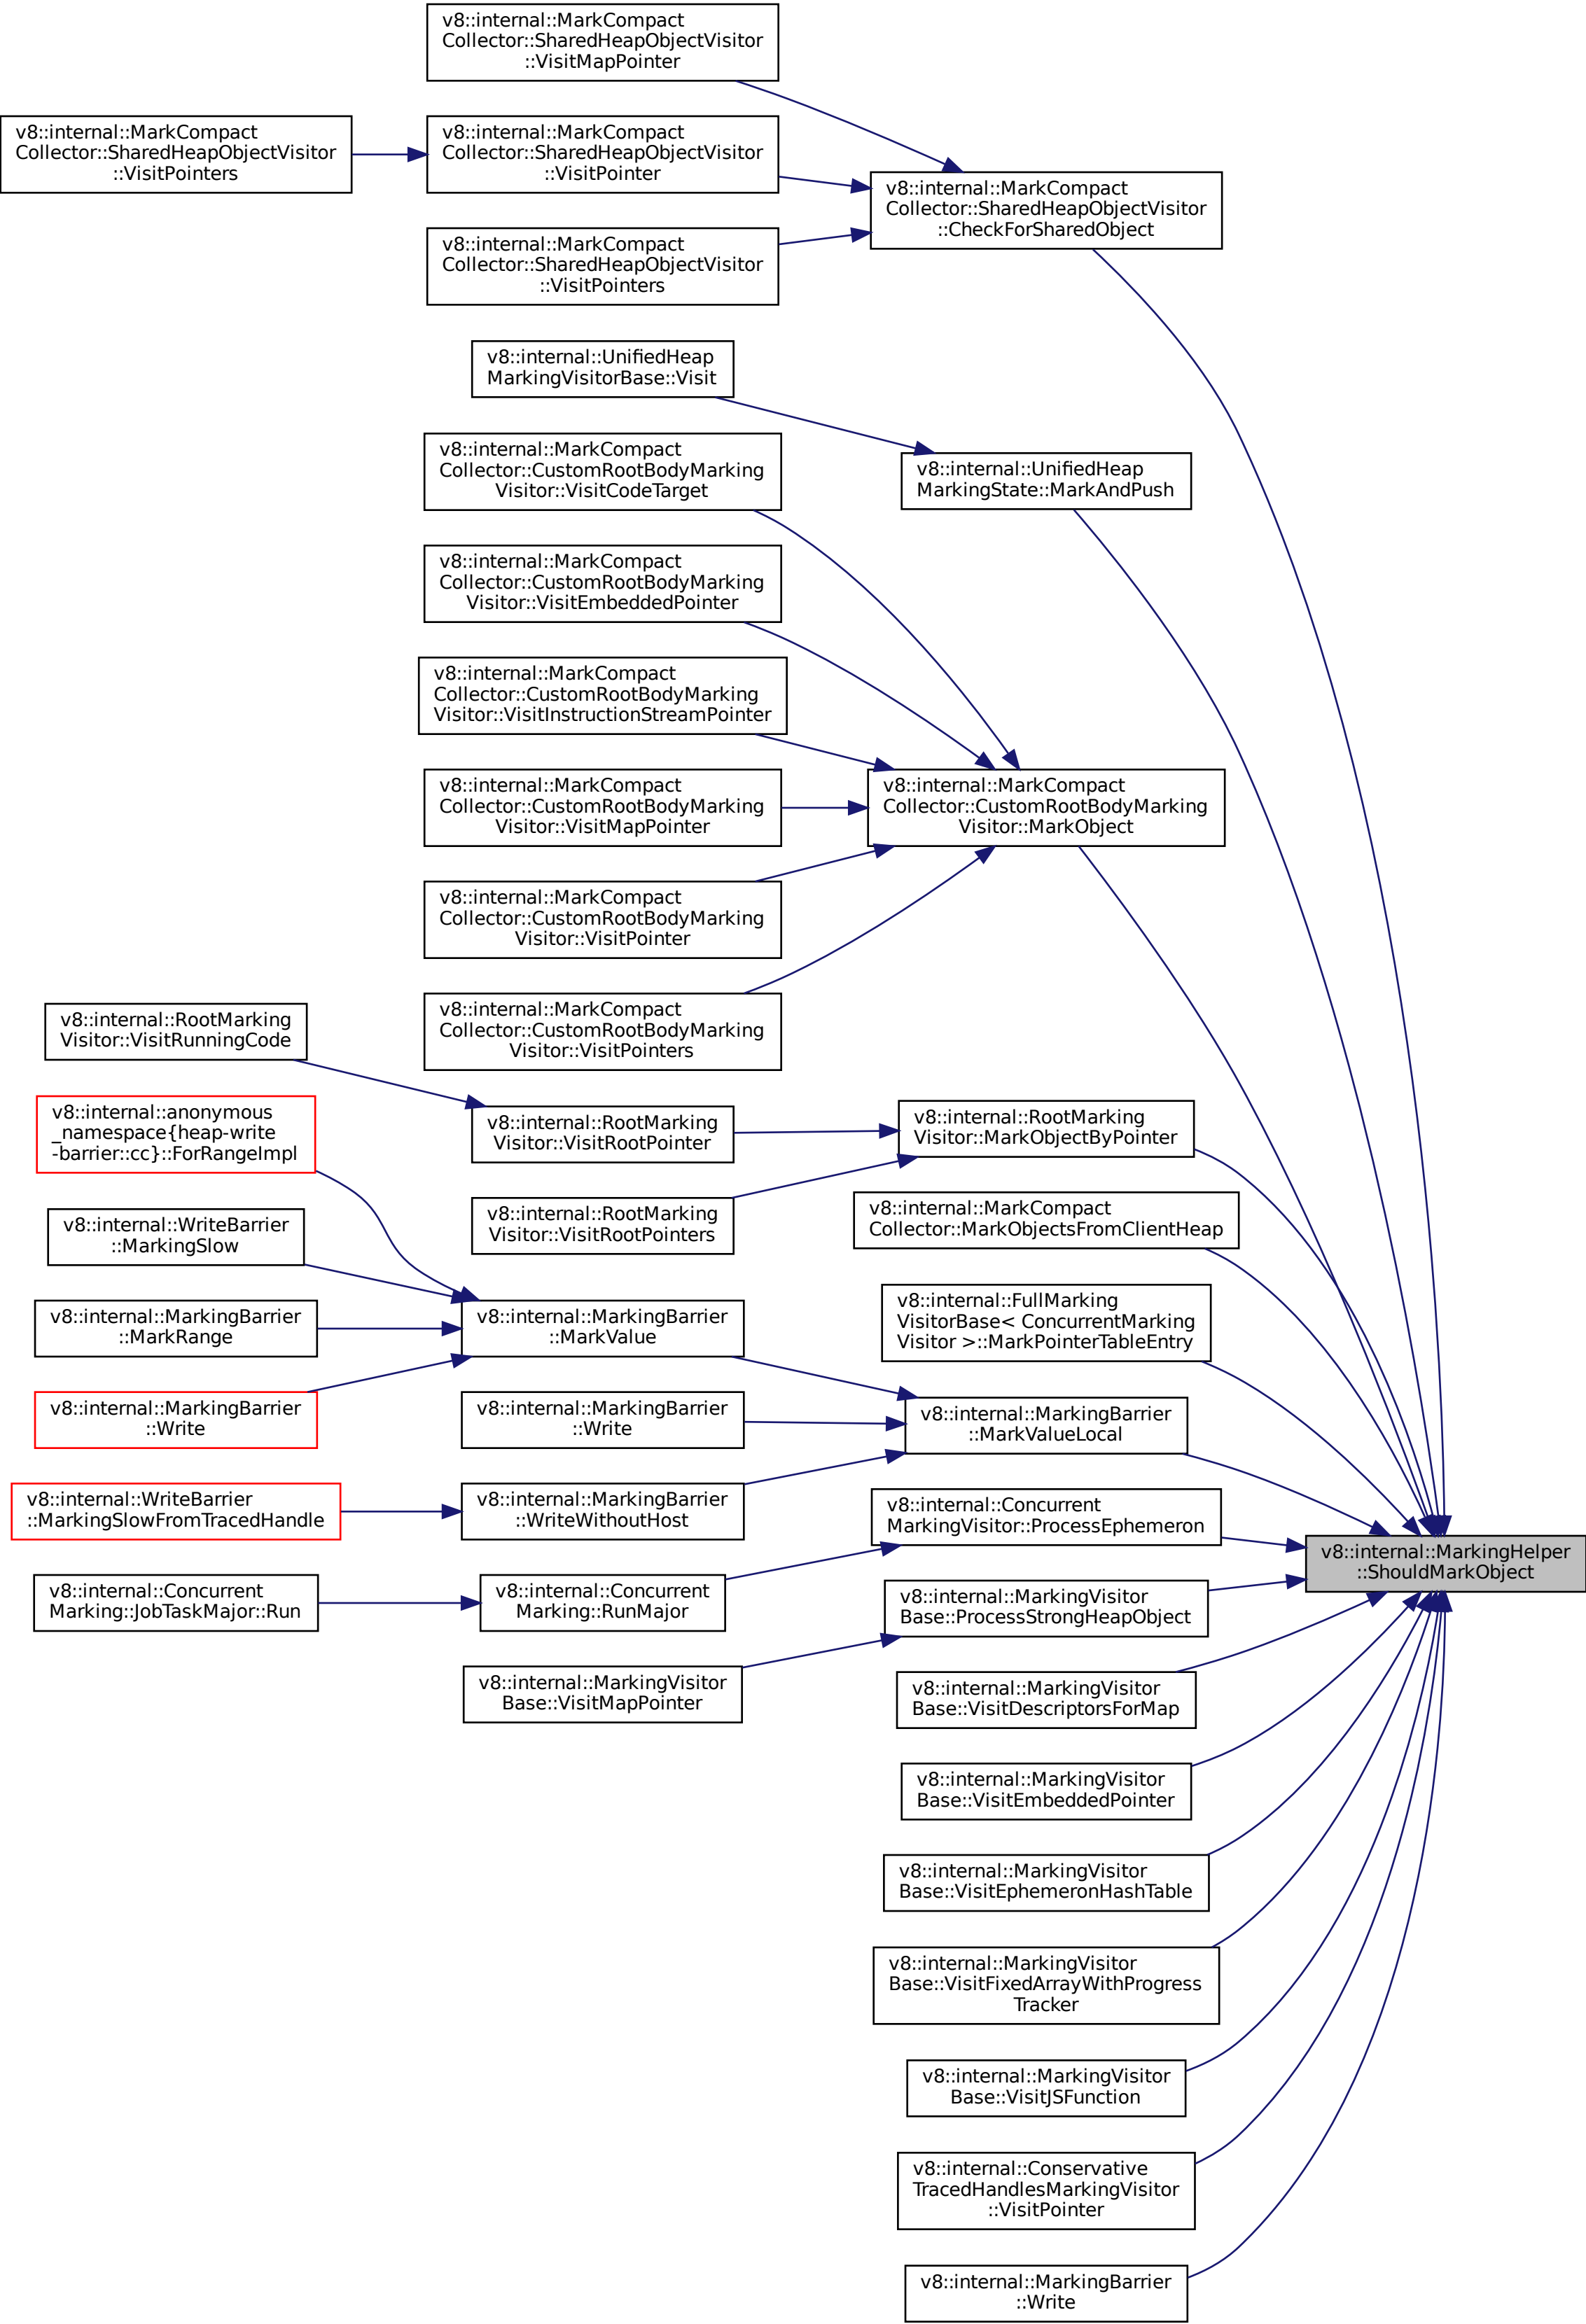 v8::internal::MarkCompact
Collector::SharedHeapObjectVisitor
::VisitMapPointer
v8::internal::MarkCompact
Collector::SharedHeapObjectVisitor
::VisitPointers
v8::internal::MarkCompact
Collector::SharedHeapObjectVisitor
::VisitPointer
v8::internal::MarkCompact
Collector::SharedHeapObjectVisitor
::CheckForSharedObject
v8::internal::MarkCompact
Collector::SharedHeapObjectVisitor
::VisitPointers
v8::internal::UnifiedHeap
MarkingVisitorBase::Visit
v8::internal::MarkCompact
Collector::CustomRootBodyMarking
Visitor::VisitCodeTarget
v8::internal::UnifiedHeap
MarkingState::MarkAndPush
v8::internal::MarkCompact
Collector::CustomRootBodyMarking
Visitor::VisitEmbeddedPointer
v8::internal::MarkCompact
Collector::CustomRootBodyMarking
Visitor::VisitInstructionStreamPointer
v8::internal::MarkCompact
Collector::CustomRootBodyMarking
Visitor::VisitMapPointer
v8::internal::MarkCompact
Collector::CustomRootBodyMarking
Visitor::MarkObject
v8::internal::MarkCompact
Collector::CustomRootBodyMarking
Visitor::VisitPointer
v8::internal::MarkCompact
Collector::CustomRootBodyMarking
Visitor::VisitPointers
v8::internal::RootMarking
Visitor::VisitRunningCode
v8::internal::anonymous
_namespace{heap-write
-barrier::cc}::ForRangeImpl
v8::internal::RootMarking
Visitor::VisitRootPointer
v8::internal::RootMarking
Visitor::MarkObjectByPointer
v8::internal::RootMarking
Visitor::VisitRootPointers
v8::internal::MarkCompact
Collector::MarkObjectsFromClientHeap
v8::internal::WriteBarrier
::MarkingSlow
v8::internal::MarkingBarrier
::MarkRange
v8::internal::MarkingBarrier
::MarkValue
v8::internal::FullMarking
VisitorBase< ConcurrentMarking
Visitor >::MarkPointerTableEntry
v8::internal::MarkingBarrier
::Write
v8::internal::MarkingBarrier
::Write
v8::internal::MarkingBarrier
::MarkValueLocal
v8::internal::WriteBarrier
::MarkingSlowFromTracedHandle
v8::internal::MarkingBarrier
::WriteWithoutHost
v8::internal::Concurrent
MarkingVisitor::ProcessEphemeron
v8::internal::MarkingHelper
::ShouldMarkObject
v8::internal::Concurrent
Marking::JobTaskMajor::Run
v8::internal::Concurrent
Marking::RunMajor
v8::internal::MarkingVisitor
Base::ProcessStrongHeapObject
v8::internal::MarkingVisitor
Base::VisitMapPointer
v8::internal::MarkingVisitor
Base::VisitDescriptorsForMap
v8::internal::MarkingVisitor
Base::VisitEmbeddedPointer
v8::internal::MarkingVisitor
Base::VisitEphemeronHashTable
v8::internal::MarkingVisitor
Base::VisitFixedArrayWithProgress
Tracker
v8::internal::MarkingVisitor
Base::VisitJSFunction
v8::internal::Conservative
TracedHandlesMarkingVisitor
::VisitPointer
v8::internal::MarkingBarrier
::Write